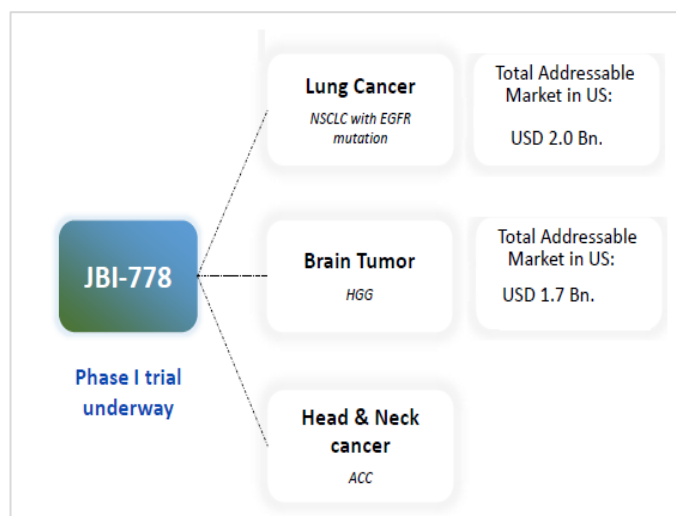 Lung Cancer
NSCLC with EGFR
mutation
Total Addressable
Market in US:
USD 2.0 Bn.
JBI-778
Phase I trial
underway
Brain Tumor
HGG
Total Addressable
Market in US:
USD 1.7 Bn.
Head & Neck
cancer
ACC